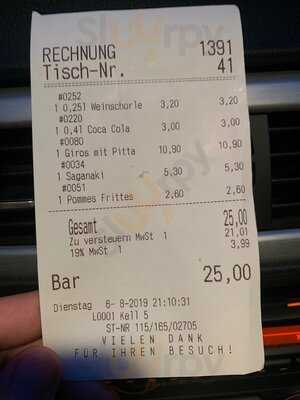 RECHNUNG 1391
Tisch-Nr. 41
#0252
1 0,25l Weinschorle 3,20 3,20
#0220
1 0,4l Coca Cola 3,00 3,00
#0080
1 Giros mit Pitta 10,90 10,90
#0034
1 Saganaki 5,30 5,30
#0051
1 Pommes Frittes 2,60 2,60
Gesamt 25,00
Zu versteuern MwSt 1 21,01
19% MwSt 1 3,99
Bar 25,00
Dienstag 6- 8-2019 21:10:31
L0001 Kell 5
ST-NR 115/165/02705
VIELEN DANK
FÜR IHREN BESUCH!